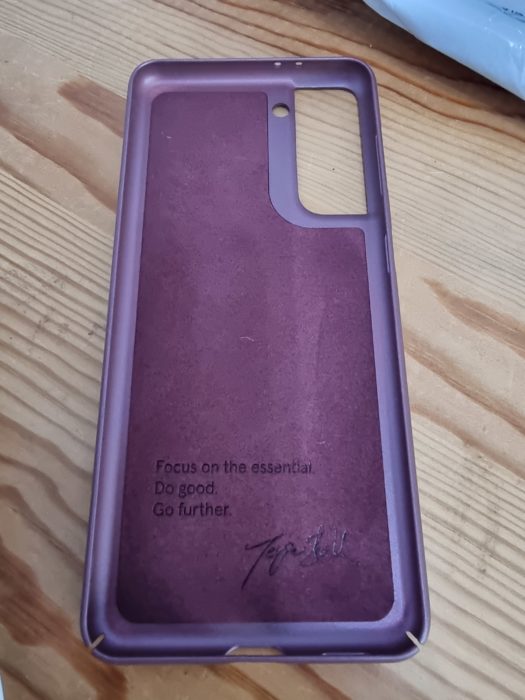 Focus on the essential.
Do good.
Go further.